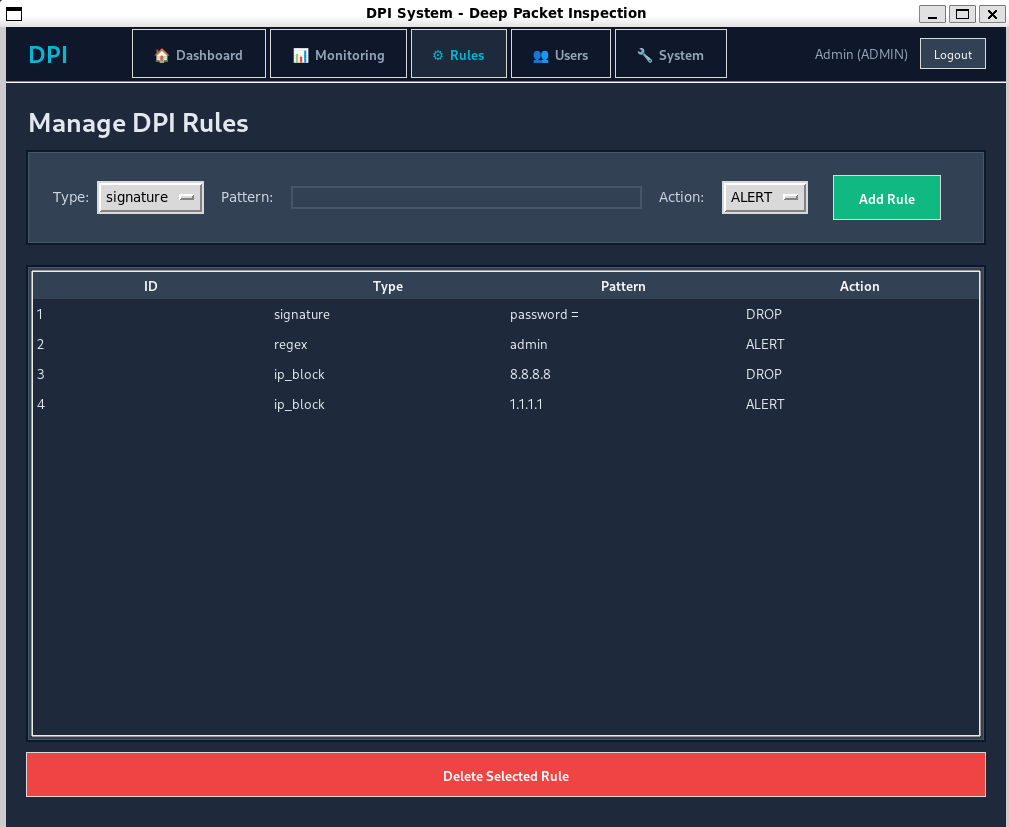 DPI System - Deep Packet Inspection
DPI 🏠 Dashboard 📊 Monitoring ⚙ Rules 👥 Users 🔧 System Admin (ADMIN) Logout
Manage DPI Rules
Type: signature Pattern: Action: ALERT Add Rule
ID Type Pattern Action
1 signature password = DROP
2 regex admin ALERT
3 ip_block 8.8.8.8 DROP
4 ip_block 1.1.1.1 ALERT
Delete Selected Rule